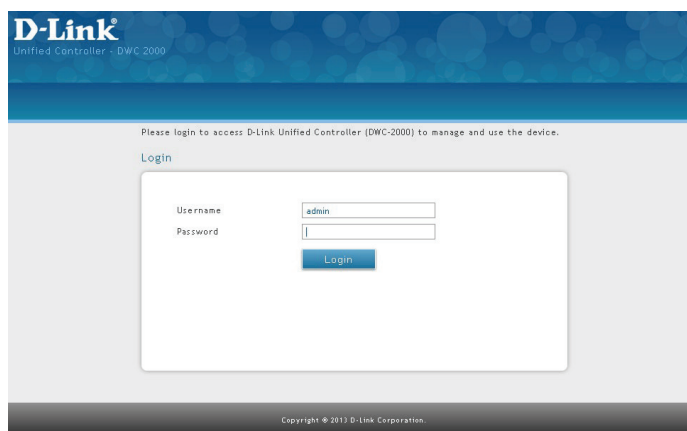 D-Link®
Unified Controller - DWC 2000
Please login to access D-Link Unified Controller (DWC-2000) to manage and use the device.
Login
Username
admin
Password
Login
Copyright © 2013 D-Link Corporation.